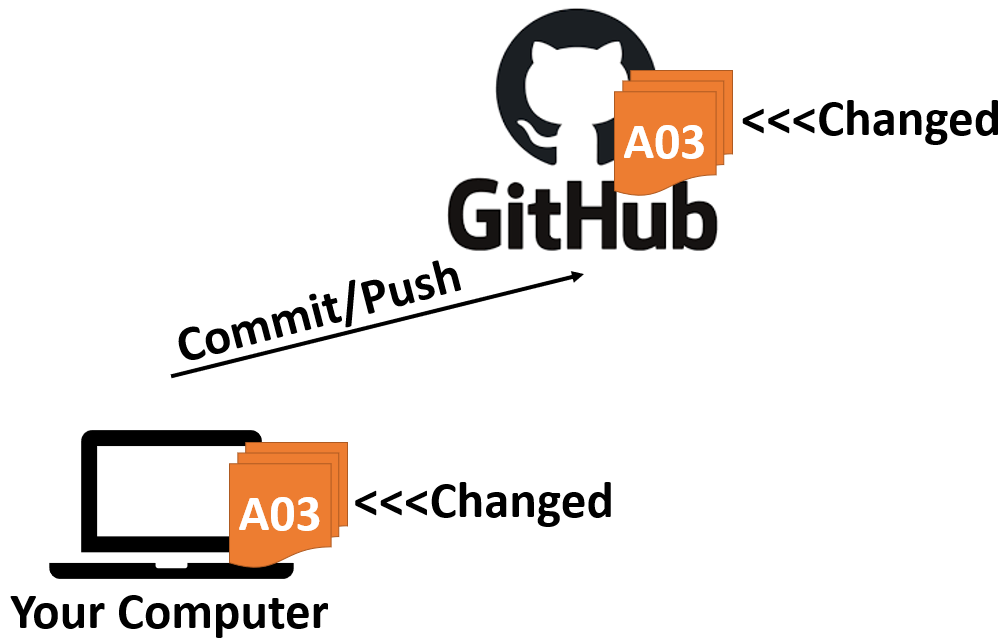 A03
<<<Changed
GitHub
Commit/Push
A03
<<<Changed
Your Computer